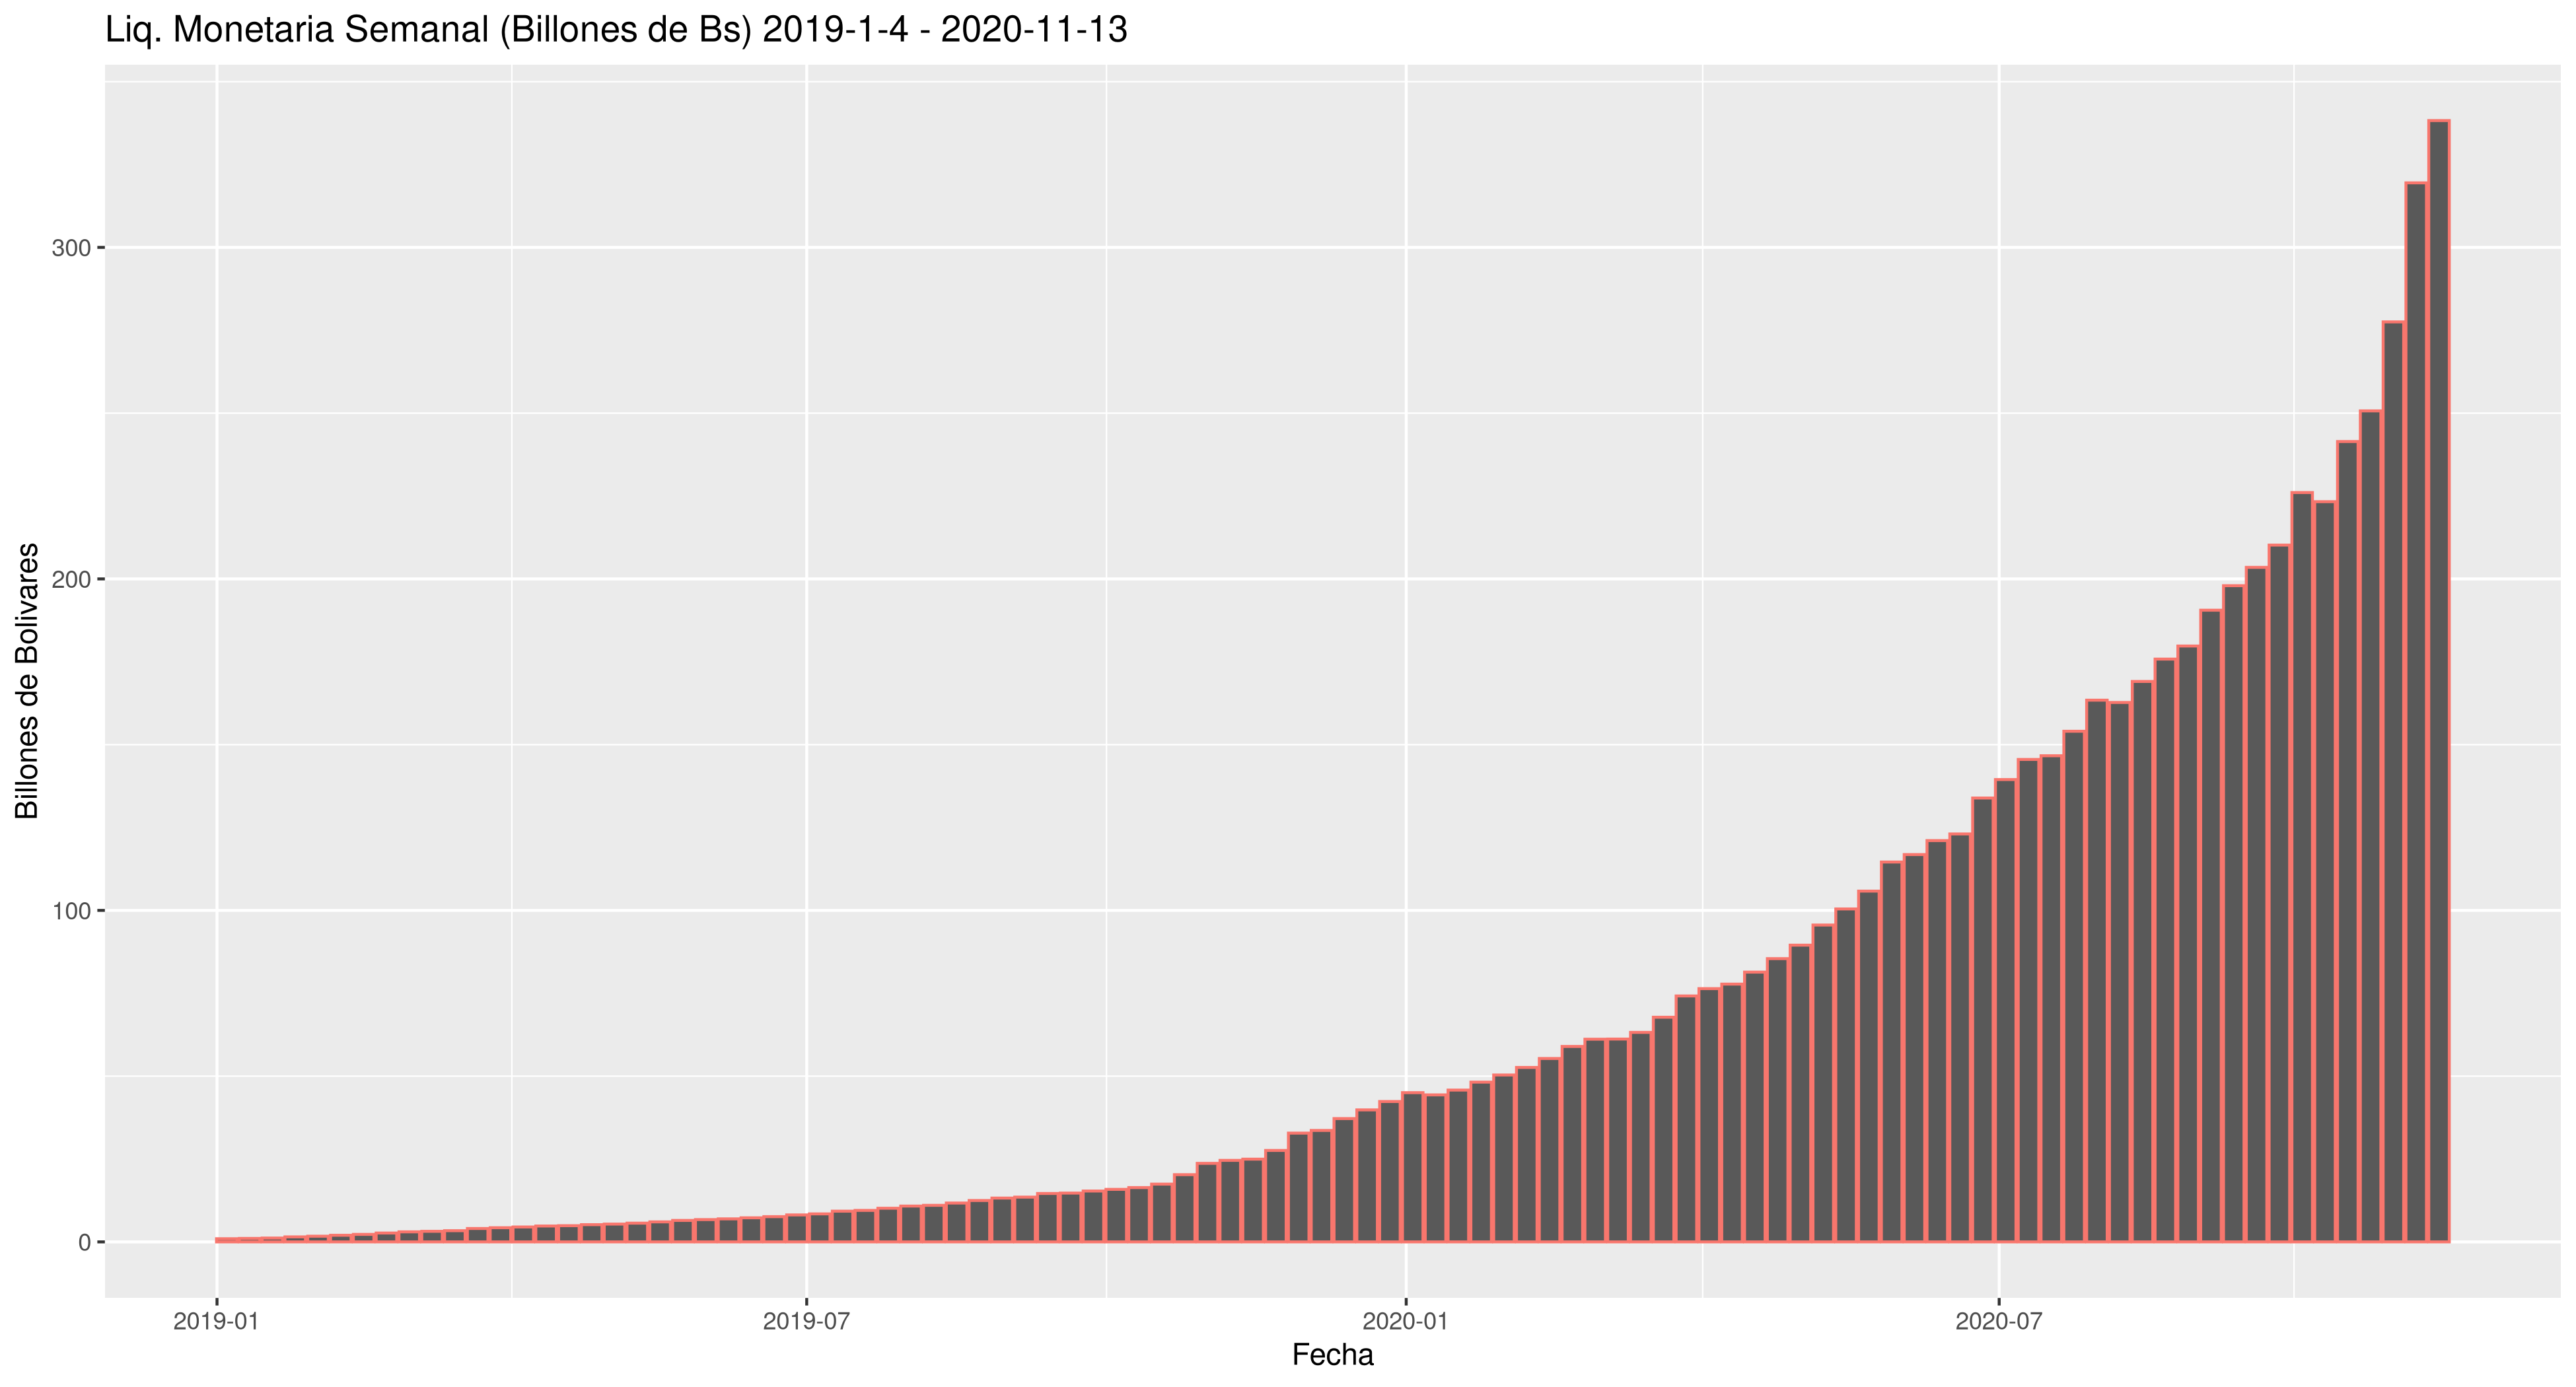 Liq. Monetaria Semanal (Billones de Bs) 2019-1-4 - 2020-11-13
Billones de Bolivares
300
200
100
0
2019-01
2019-07
2020-01
2020-07
Fecha